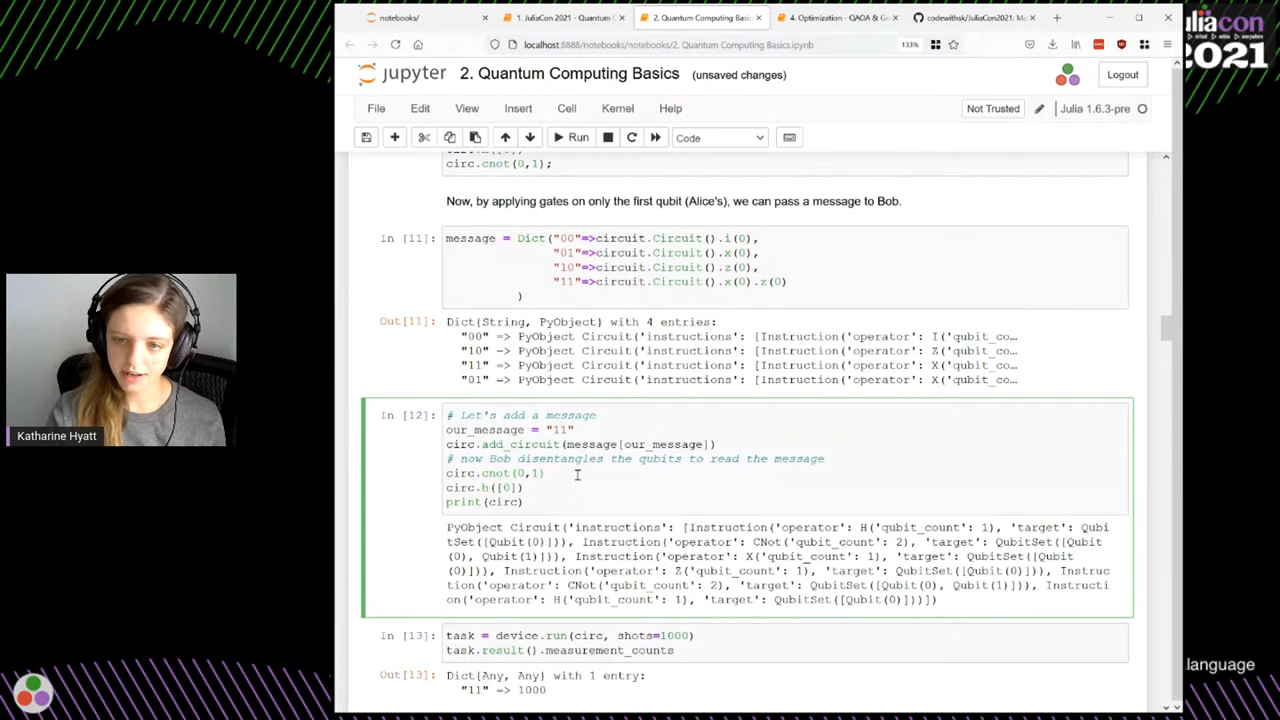 notebooks/
1. JuliaCon 2021 - Quantum C
2. Quantum Computing Basi
4. Optimization - QAOA & G
codewithsk/JuliaCon2021: M
localhost:8888/notebooks/notebooks/2. Quantum Computing Basics.ipynb
133%
jupyter
2. Quantum Computing Basics (unsaved changes)
Logout
File Edit View Insert Cell Kernel Help
Not Trusted
Julia 1.6.3-pre
Run
Code
circ.cnot(0,1);
Now, by applying gates on only the first qubit (Alice's), we can pass a message to Bob.
In [11]: message = Dict("00"=>circuit.Circuit().i(0),
"01"=>circuit.Circuit().x(0),
"10"=>circuit.Circuit().z(0),
"11"=>circuit.Circuit().x(0).z(0)
)
Out[11]: Dict{String, PyObject} with 4 entries:
"00" => PyObject Circuit('instructions': [Instruction('operator': I('qubit_co…
"10" => PyObject Circuit('instructions': [Instruction('operator': Z('qubit_co…
"11" => PyObject Circuit('instructions': [Instruction('operator': X('qubit_co…
"01" => PyObject Circuit('instructions': [Instruction('operator': X('qubit_co…
In [12]: # Let's add a message
our_message = "11"
circ.add_circuit(message[our_message])
# now Bob disentangles the qubits to read the message
circ.cnot(0,1)
circ.h([0])
print(circ)
PyObject Circuit('instructions': [Instruction('operator': H('qubit_count': 1), 'target': Qubi
tSet([Qubit(0)])), Instruction('operator': CNot('qubit_count': 2), 'target': QubitSet([Qubit
(0), Qubit(1)])), Instruction('operator': X('qubit_count': 1), 'target': QubitSet([Qubit
(0)])), Instruction('operator': Z('qubit_count': 1), 'target': QubitSet([Qubit(0)])), Instruc
tion('operator': CNot('qubit_count': 2), 'target': QubitSet([Qubit(0), Qubit(1)])), Instructi
on('operator': H('qubit_count': 1), 'target': QubitSet([Qubit(0)]))])
In [13]: task = device.run(circ, shots=1000)
task.result().measurement_counts
Out[13]: Dict{Any, Any} with 1 entry:
"11" => 1000
Katharine Hyatt
juliacon
2021
language